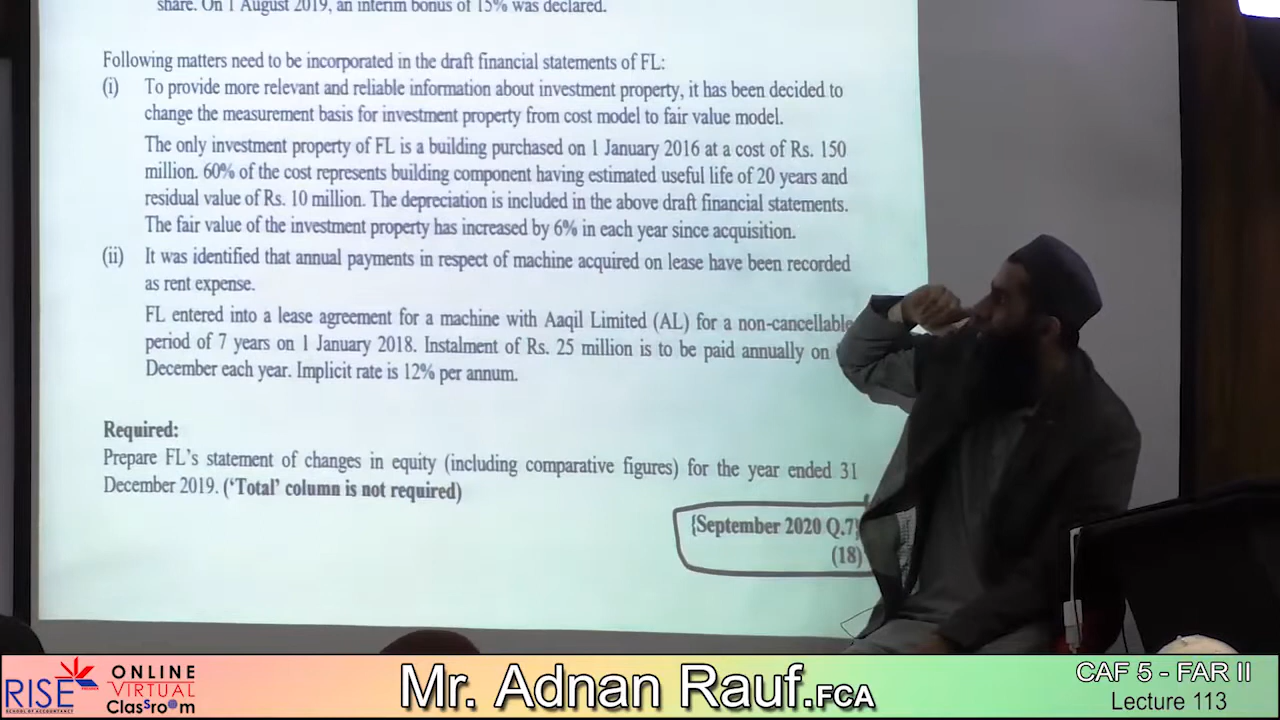 share. On 1 August 2019, an interim bonus of 15% was declared.
Following matters need to be incorporated in the draft financial statements of FL:
(i) To provide more relevant and reliable information about investment property, it has been decided to
change the measurement basis for investment property from cost model to fair value model.
The only investment property of FL is a building purchased on 1 January 2016 at a cost of Rs. 150
million. 60% of the cost represents building component having estimated useful life of 20 years and
residual value of Rs. 10 million. The depreciation is included in the above draft financial statements.
The fair value of the investment property has increased by 6% in each year since acquisition.
(ii) It was identified that annual payments in respect of machine acquired on lease have been recorded
as rent expense.
FL entered into a lease agreement for a machine with Aaqil Limited (AL) for a non-cancellable
period of 7 years on 1 January 2018. Instalment of Rs. 25 million is to be paid annually on
December each year. Implicit rate is 12% per annum.
Required:
Prepare FL's statement of changes in equity (including comparative figures) for the year ended 31
December 2019. ('Total' column is not required)
{September 2020 Q.7}
(18)
RISE
SCHOOL OF ACCOUNTANCY
ONLINE
VIRTUAL
ClasSro@m
Mr. Adnan Rauf.FCA
CAF 5 - FAR II
Lecture 113